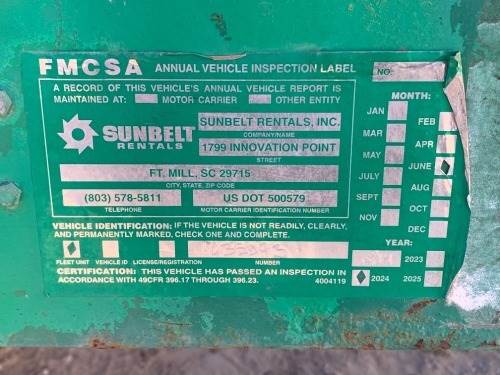 FMCSA ANNUAL VEHICLE INSPECTION LABEL NO.
A RECORD OF THIS VEHICLE'S ANNUAL VEHICLE REPORT IS
MAINTAINED AT: MOTOR CARRIER OTHER ENTITY
SUNBELT
RENTALS
SUNBELT RENTALS, INC.
COMPANY/NAME
1799 INNOVATION POINT
STREET
FT. MILL, SC 29715
CITY, STATE, ZIP CODE
(803) 578-5811 US DOT 500579
TELEPHONE MOTOR CARRIER IDENTIFICATION NUMBER
MONTH:
JAN FEB
MAR APR
MAY JUNE
JULY AUG
SEPT OCT
NOV DEC
VEHICLE IDENTIFICATION: IF THE VEHICLE IS NOT READILY, CLEARLY,
AND PERMANENTLY MARKED, CHECK ONE AND COMPLETE.
FLEET UNIT VEHICLE ID LICENSE/REGISTRATION NUMBER
YEAR:
2023
2024 2025
CERTIFICATION: THIS VEHICLE HAS PASSED AN INSPECTION IN
ACCORDANCE WITH 49CFR 396.17 THROUGH 396.23. 4004119